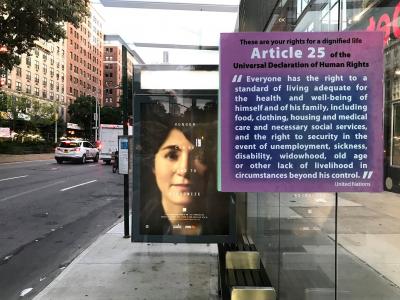 These are your rights for a dignified life
Article 25 of the
Universal Declaration of Human Rights
“ Everyone has the right to a
standard of living adequate for
the health and well-being of
himself and of his family, including
food, clothing, housing and medical
care and necessary social services,
and the right to security in the
event of unemployment, sickness,
disability, widowhood, old age
or other lack of livelihood in
circumstances beyond his control. ”
United Nations